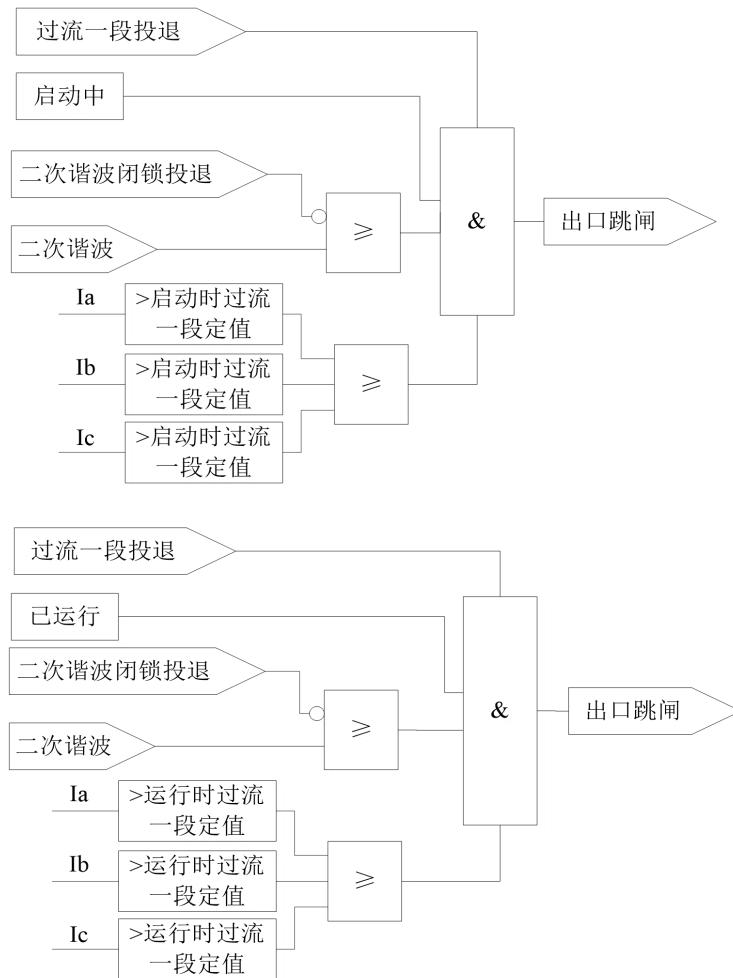 过流一段投退
启动中
二次谐波闭锁投退
≥
&
出口跳闸
二次谐波
Ia
>启动时过流
一段定值
Ib
>启动时过流
一段定值
≥
Ic
>启动时过流
一段定值
过流一段投退
已运行
二次谐波闭锁投退
≥
&
出口跳闸
二次谐波
Ia
>运行时过流
一段定值
Ib
>运行时过流
一段定值
≥
Ic
>运行时过流
一段定值